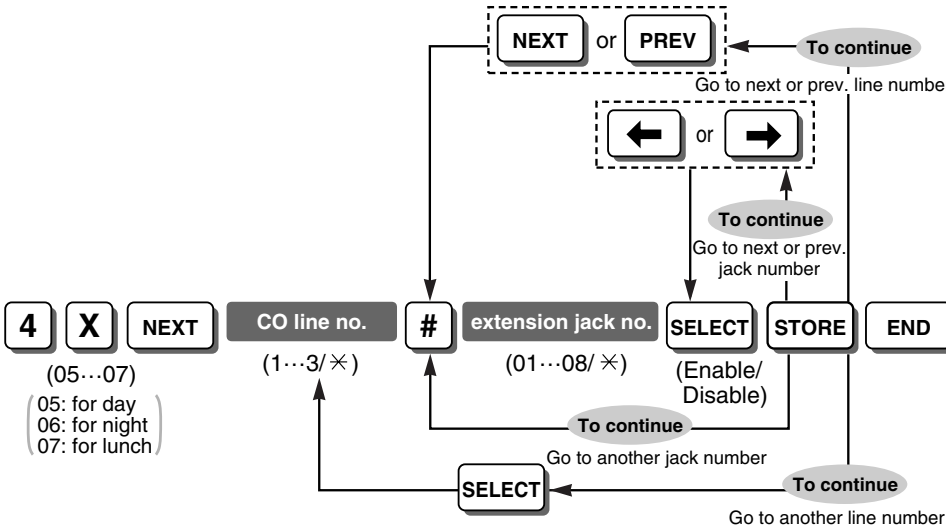 NEXT or PREV
To continue
Go to next or prev. line numbe
← or →
To continue
Go to next or prev.
jack number
4 X NEXT CO line no. # extension jack no. SELECT STORE END
(05···07)
(1···3/ ✳)
(01···08/ ✳)
(Enable/
Disable)
05: for day
06: for night
07: for lunch
To continue
Go to another jack number
SELECT
To continue
Go to another line number